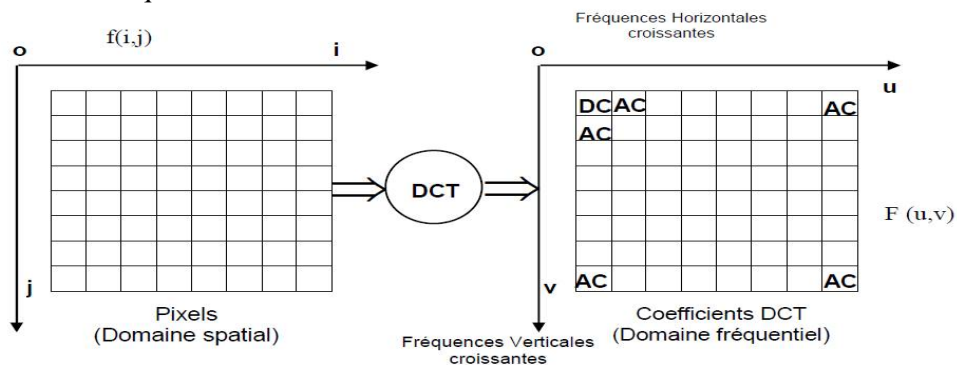 f(i,j)
o
i
j
Pixels
(Domaine spatial)
DCT
Fréquences Horizontales
croissantes
o
u
DC AC
AC
AC
AC
AC
v
F (u,v)
Fréquences Verticales
croissantes
Coefficients DCT
(Domaine fréquentiel)